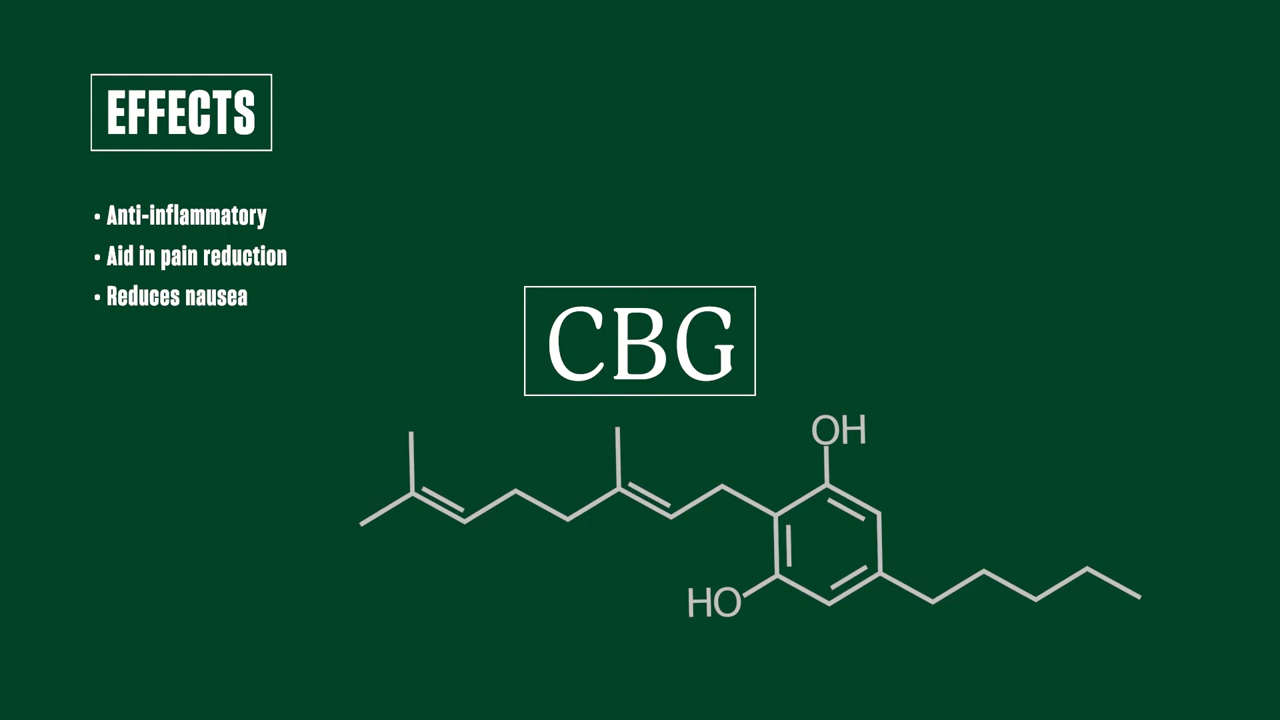 EFFECTS
• Anti-inflammatory
• Aid in pain reduction
• Reduces nausea
CBG
OH
HO